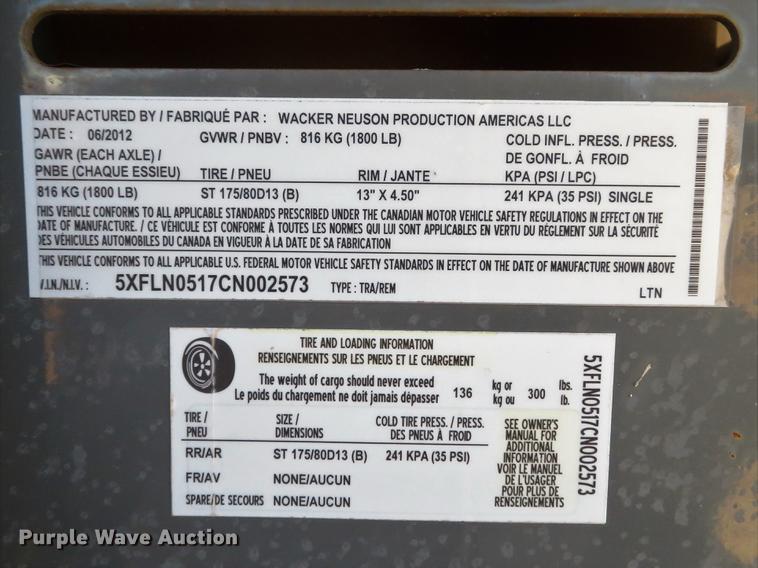 MANUFACTURED BY / FABRIQUÉ PAR : WACKER NEUSON PRODUCTION AMERICAS LLC
DATE : 06/2012 GVWR / PNBV : 816 KG (1800 LB) COLD INFL. PRESS. / PRESS.
GAWR (EACH AXLE) / DE GONFL. À FROID
PNBE (CHAQUE ESSIEU) TIRE / PNEU RIM / JANTE KPA (PSI / LPC)
816 KG (1800 LB) ST 175/80D13 (B) 13" X 4.50" 241 KPA (35 PSI) SINGLE
THIS VEHICLE CONFORMS TO ALL APPLICABLE STANDARDS PRESCRIBED UNDER THE CANADIAN MOTOR VEHICLE SAFETY REGULATIONS IN EFFECT ON THE
DATE OF MANUFACTURE. / CE VÉHICULE EST CONFORME À TOUTES LES NORMES QUI LUI SONT APPLICABLES EN VERTU DU RÈGLEMENT SUR LA SÉCURITÉ
DES VÉHICULES AUTOMOBILES DU CANADA EN VIGUEUR À LA DATE DE SA FABRICATION
THIS VEHICLE CONFORMS TO ALL APPLICABLE U.S. FEDERAL MOTOR VEHICLE SAFETY STANDARDS IN EFFECT ON THE DATE OF MANUFACTURE SHOWN ABOVE
V.I.N./N.I.V. : 5XFLN0517CN002573 TYPE : TRA/REM LTN
TIRE AND LOADING INFORMATION
RENSEIGNEMENTS SUR LES PNEUS ET LE CHARGEMENT
The weight of cargo should never exceed 136 kg or 300 lbs.
Le poids du chargement ne doit jamais dépasser kg ou lb.
TIRE / SIZE / COLD TIRE PRESS. / PRESS.
PNEU DIMENSIONS DES PNEUS À FROID
RR/AR ST 175/80D13 (B) 241 KPA (35 PSI)
FR/AV NONE/AUCUN
SPARE/DE SECOURS NONE/AUCUN
SEE OWNER'S
MANUAL FOR
ADDITIONAL
INFORMATION
VOIR LE MANUEL
DE L'USAGER
POUR PLUS DE
RENSEIGNEMENTS
5XFLN0517CN002573
Purple Wave Auction